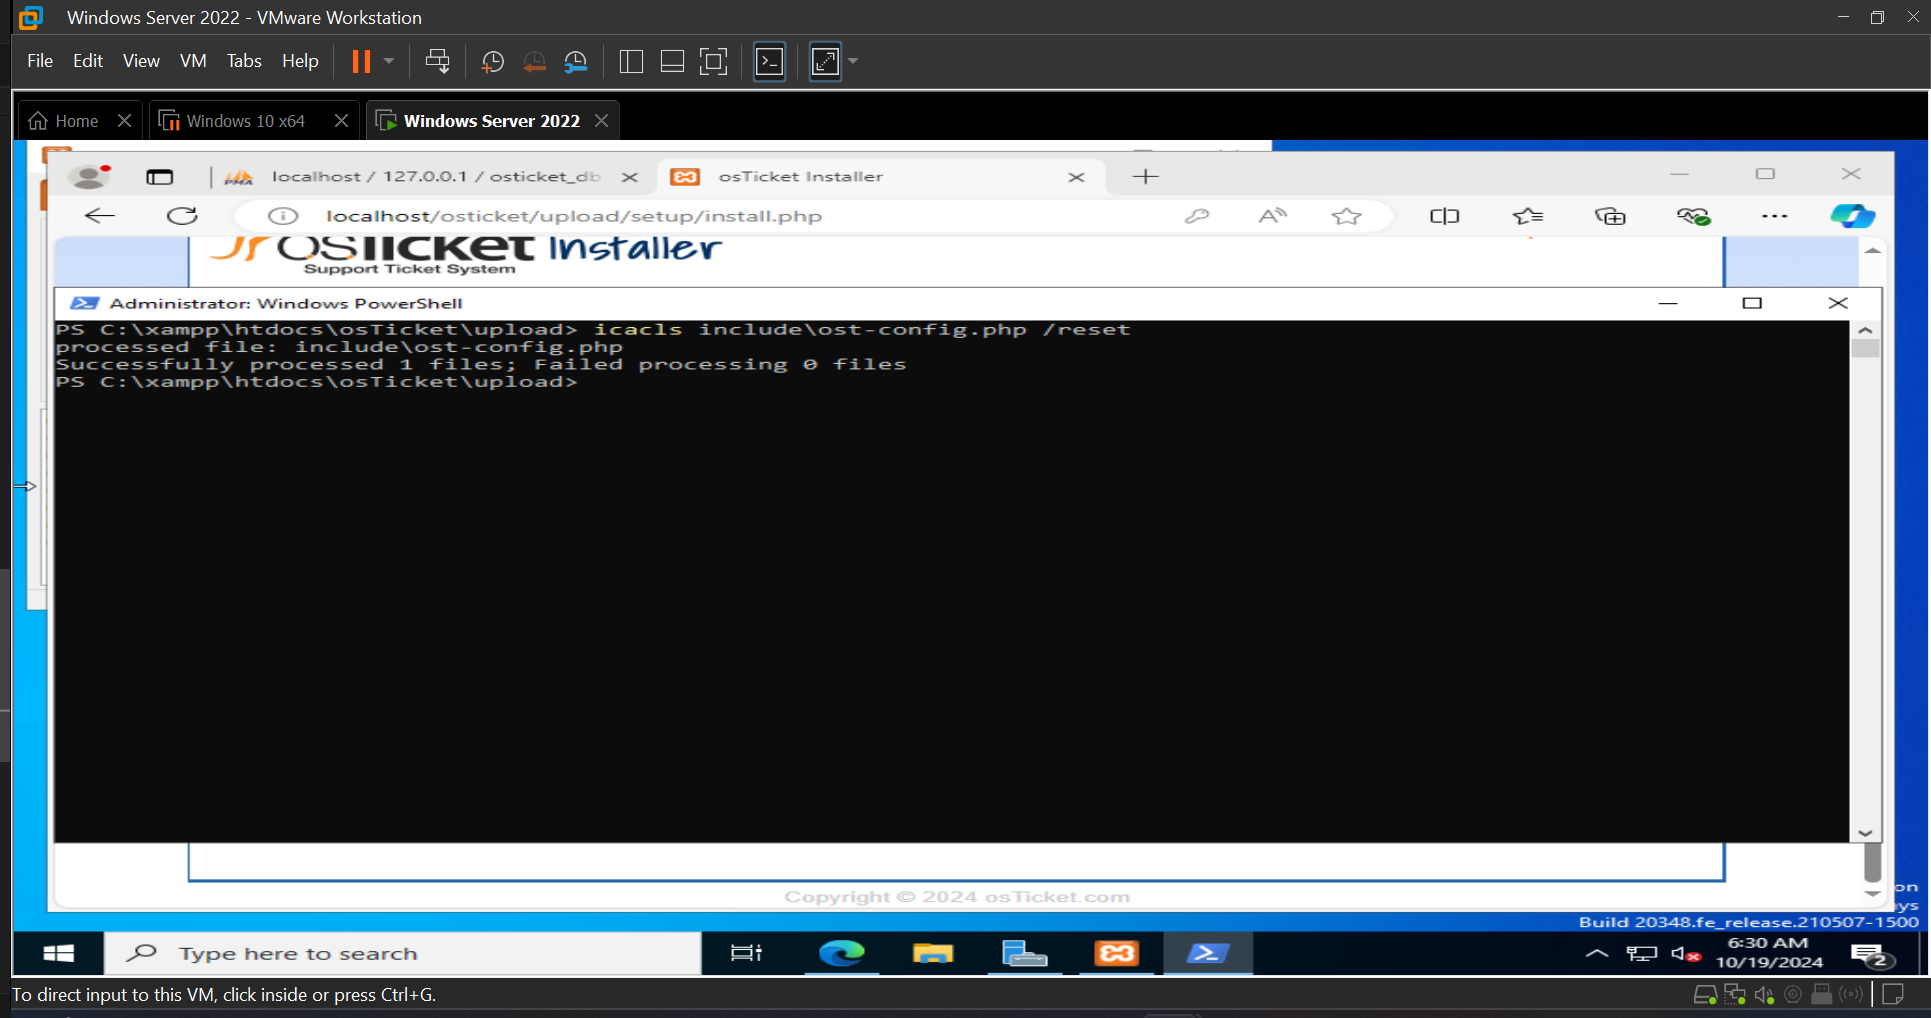 Windows Server 2022 - VMware Workstation
File Edit View VM Tabs Help
Home Windows 10 x64 Windows Server 2022
PMA localhost / 127.0.0.1 / osticket_db osTicket Installer
localhost/osticket/upload/setup/install.php
osTicket Installer
Support Ticket System
Administrator: Windows PowerShell
PS C:\xampp\htdocs\osTicket\upload> icacls include\ost-config.php /reset
processed file: include\ost-config.php
Successfully processed 1 files; Failed processing 0 files
PS C:\xampp\htdocs\osTicket\upload>
Copyright © 2024 osTicket.com
on
ys
Build 20348.fe_release.210507-1500
Type here to search
6:30 AM
10/19/2024
2
To direct input to this VM, click inside or press Ctrl+G.